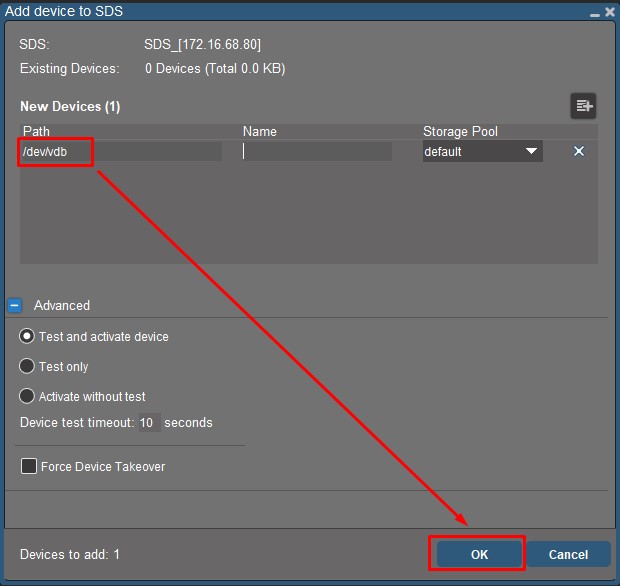 Add device to SDS
SDS: SDS_[172.16.68.80]
Existing Devices: 0 Devices (Total 0.0 KB)
New Devices (1)
Path Name Storage Pool
/dev/vdb default
Advanced
Test and activate device
Test only
Activate without test
Device test timeout: 10 seconds
Force Device Takeover
Devices to add: 1 OK Cancel